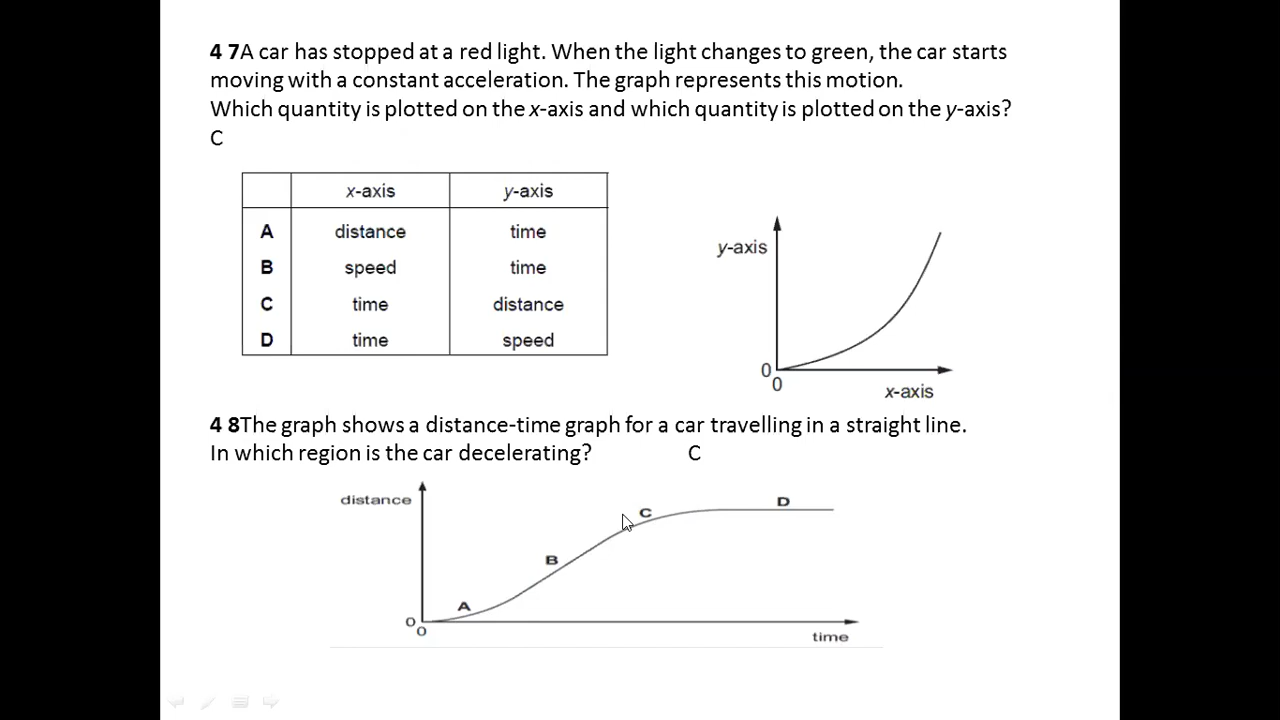 4 7A car has stopped at a red light. When the light changes to green, the car starts
moving with a constant acceleration. The graph represents this motion.
Which quantity is plotted on the x-axis and which quantity is plotted on the y-axis?
C
x-axis y-axis
A distance time
B speed time
C time distance
D time speed
y-axis
0
0
x-axis
4 8The graph shows a distance-time graph for a car travelling in a straight line.
In which region is the car decelerating? C
distance
A
B
C
D
0
0
time